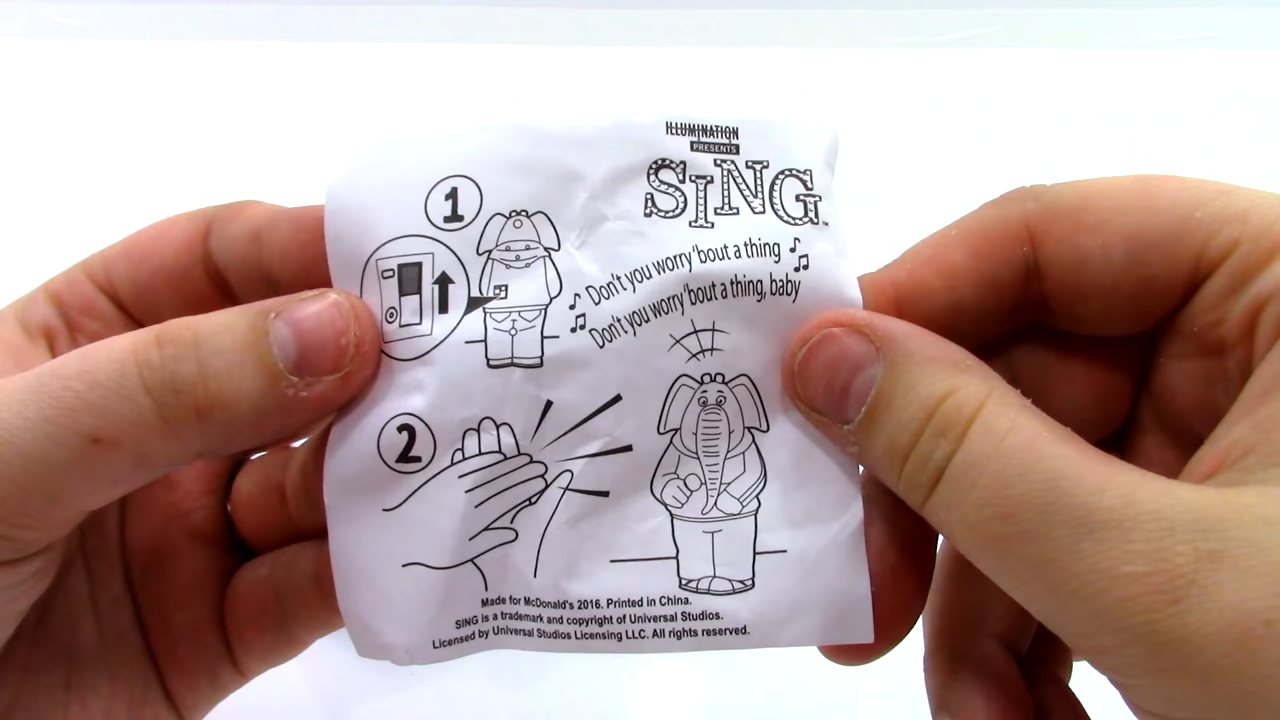 ILLUMINATION
PRESENTS
SING™
1
Don't you worry 'bout a thing
Don't you worry 'bout a thing, baby
2
Made for McDonald's 2016. Printed in China.
SING is a trademark and copyright of Universal Studios.
Licensed by Universal Studios Licensing LLC. All rights reserved.